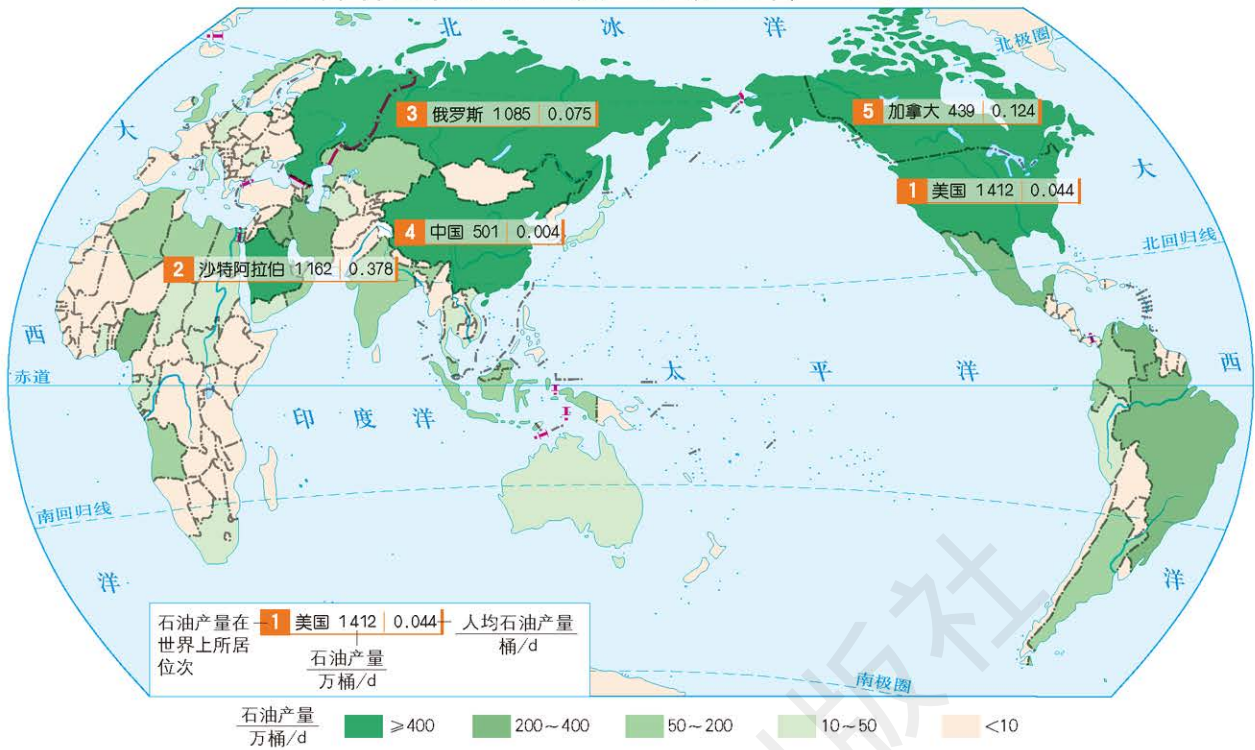 北 冰 洋
北极圈
大
3 俄罗斯 1085 0.075
5 加拿大 439 0.124
大
1 美国 1412 0.044
4 中国 501 0.004
北回归线
2 沙特阿拉伯 1162 0.378
西
太 平 洋
西
赤道
印 度 洋
南回归线
洋
洋
石油产量在
世界上所居
位次
1 美国 1412 0.044
人均石油产量
桶/d
石油产量
万桶/d
南极圈
版社
石油产量
万桶/d
≥400 200~400 50~200 10~50 <10